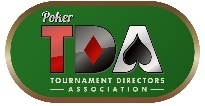 Poker
TDA
TOURNAMENT DIRECTORS
ASSOCIATION